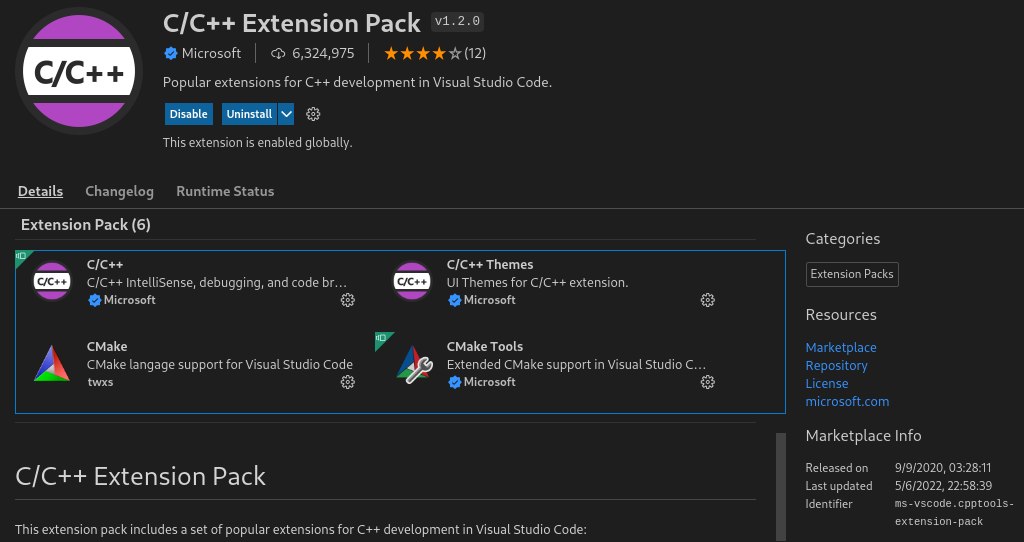 C/C++ Extension Pack v1.2.0
C/C++
Microsoft 6,324,975 (12)
Popular extensions for C++ development in Visual Studio Code.
Disable Uninstall
This extension is enabled globally.
Details Changelog Runtime Status
Extension Pack (6)
C/C++
C/C++
C/C++ IntelliSense, debugging, and code br...
Microsoft
C/C++
C/C++ Themes
UI Themes for C/C++ extension.
Microsoft
CMake
CMake langage support for Visual Studio Code
twxs
CMake Tools
Extended CMake support in Visual Studio C...
Microsoft
C/C++ Extension Pack
This extension pack includes a set of popular extensions for C++ development in Visual Studio Code:
Categories
Extension Packs
Resources
Marketplace
Repository
License
microsoft.com
Marketplace Info
Released on 9/9/2020, 03:28:11
Last updated 5/6/2022, 22:58:39
Identifier ms-vscode.cpptools-
extension-pack